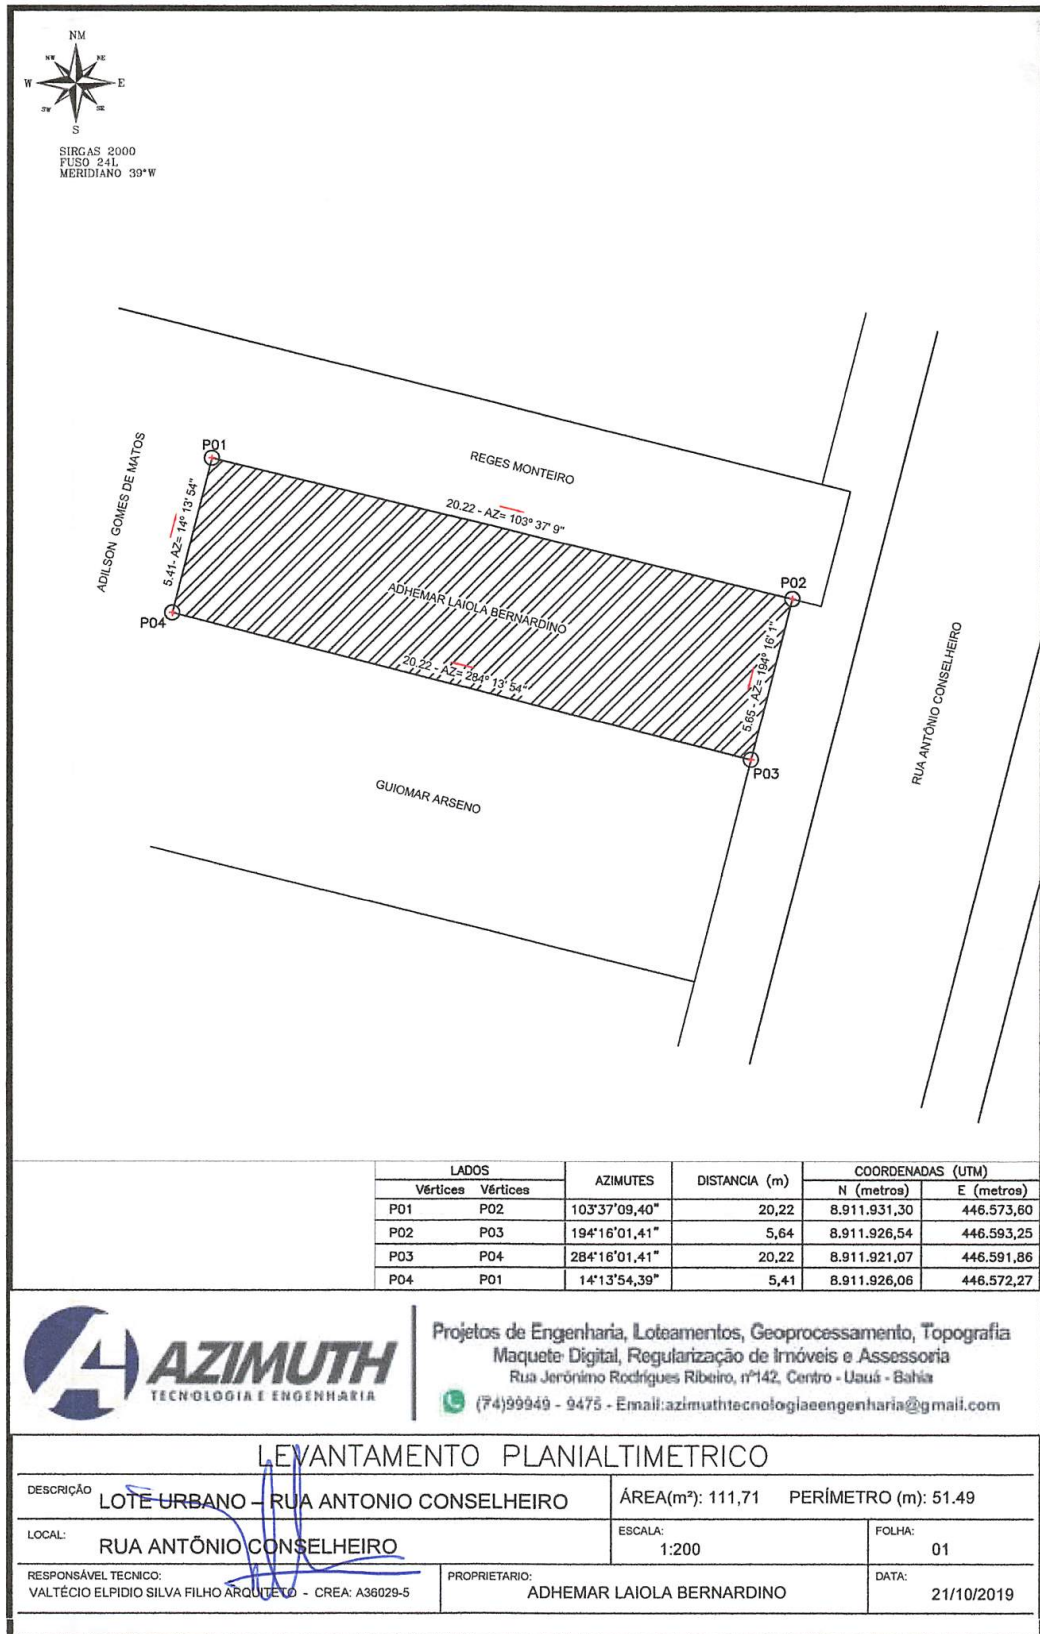 NM
NW NE
W E
SW SE
S
SIRGAS 2000
FUSO 24L
MERIDIANO 39°W
P01
REGES MONTEIRO
ADILSON GOMES DE MATOS
20.22 - AZ= 103º 37' 9"
5.41- AZ= 14º 13' 54"
P02
ADHEMAR LAIOLA BERNARDINO
P04
20.22 - AZ= 284º 13' 54"
5.65 - AZ= 194º 16' 1"
RUA ANTÔNIO CONSELHEIRO
P03
GUIOMAR ARSENO
LADOS AZIMUTES DISTANCIA (m) COORDENADAS (UTM)
Vértices Vértices N (metros) E (metros)
P01 P02 103°37'09,40" 20,22 8.911.931,30 446.573,60
P02 P03 194°16'01,41" 5,64 8.911.926,54 446.593,25
P03 P04 284°16'01,41" 20,22 8.911.921,07 446.591,86
P04 P01 14°13'54,39" 5,41 8.911.926,06 446.572,27
AZIMUTH
TECNOLOGIA E ENGENHARIA
Projetos de Engenharia, Loteamentos, Geoprocessamento, Topografia
Maquete Digital, Regularização de Imóveis e Assessoria
Rua Jerônimo Rodrigues Ribeiro, nº142, Centro - Uauá - Bahia
(74)99949 - 9475 - Email:azimuthtecnologiaeengenharia@gmail.com
LEVANTAMENTO PLANIALTIMETRICO
DESCRIÇÃO LOTE URBANO – RUA ANTONIO CONSELHEIRO ÁREA(m²): 111,71 PERÍMETRO (m): 51.49
LOCAL: RUA ANTÔNIO CONSELHEIRO ESCALA: 1:200 FOLHA: 01
RESPONSÁVEL TECNICO: PROPRIETARIO: DATA:
VALTÉCIO ELPIDIO SILVA FILHO ARQUITETO - CREA: A36029-5 ADHEMAR LAIOLA BERNARDINO 21/10/2019